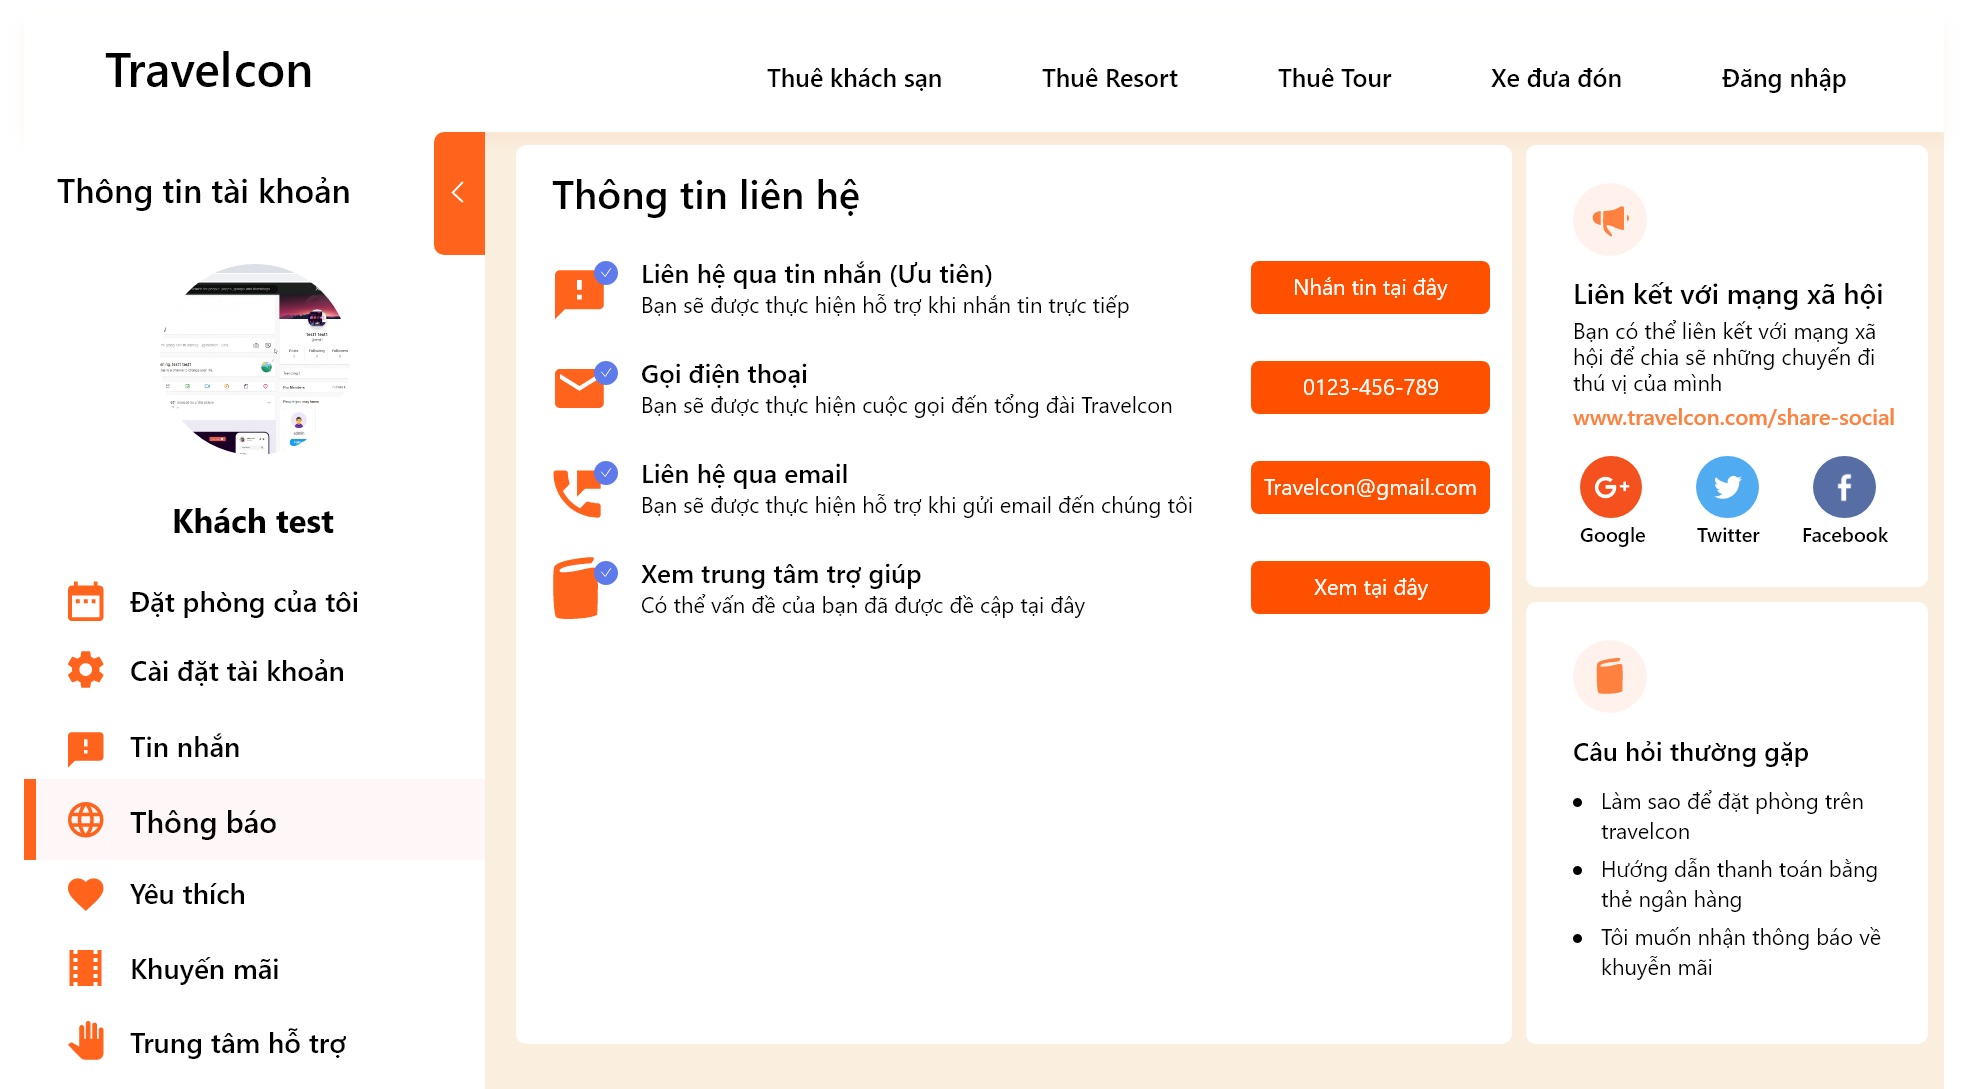 Travelcon
Thuê khách sạn
Thuê Resort
Thuê Tour
Xe đưa đón
Đăng nhập
Thông tin tài khoản
Khách test
Đặt phòng của tôi
Cài đặt tài khoản
Tin nhắn
Thông báo
Yêu thích
Khuyến mãi
Trung tâm hỗ trợ
Thông tin liên hệ
Liên hệ qua tin nhắn (Ưu tiên)
Bạn sẽ được thực hiện hỗ trợ khi nhắn tin trực tiếp
Nhắn tin tại đây
Gọi điện thoại
Bạn sẽ được thực hiện cuộc gọi đến tổng đài Travelcon
0123-456-789
Liên hệ qua email
Bạn sẽ được thực hiện hỗ trợ khi gửi email đến chúng tôi
Travelcon@gmail.com
Xem trung tâm trợ giúp
Có thể vấn đề của bạn đã được đề cập tại đây
Xem tại đây
Liên kết với mạng xã hội
Bạn có thể liên kết với mạng xã
hội để chia sẽ những chuyến đi
thú vị của mình
www.travelcon.com/share-social
Google
Twitter
Facebook
Câu hỏi thường gặp
Làm sao để đặt phòng trên
travelcon
Hướng dẫn thanh toán bằng
thẻ ngân hàng
Tôi muốn nhận thông báo về
khuyễn mãi